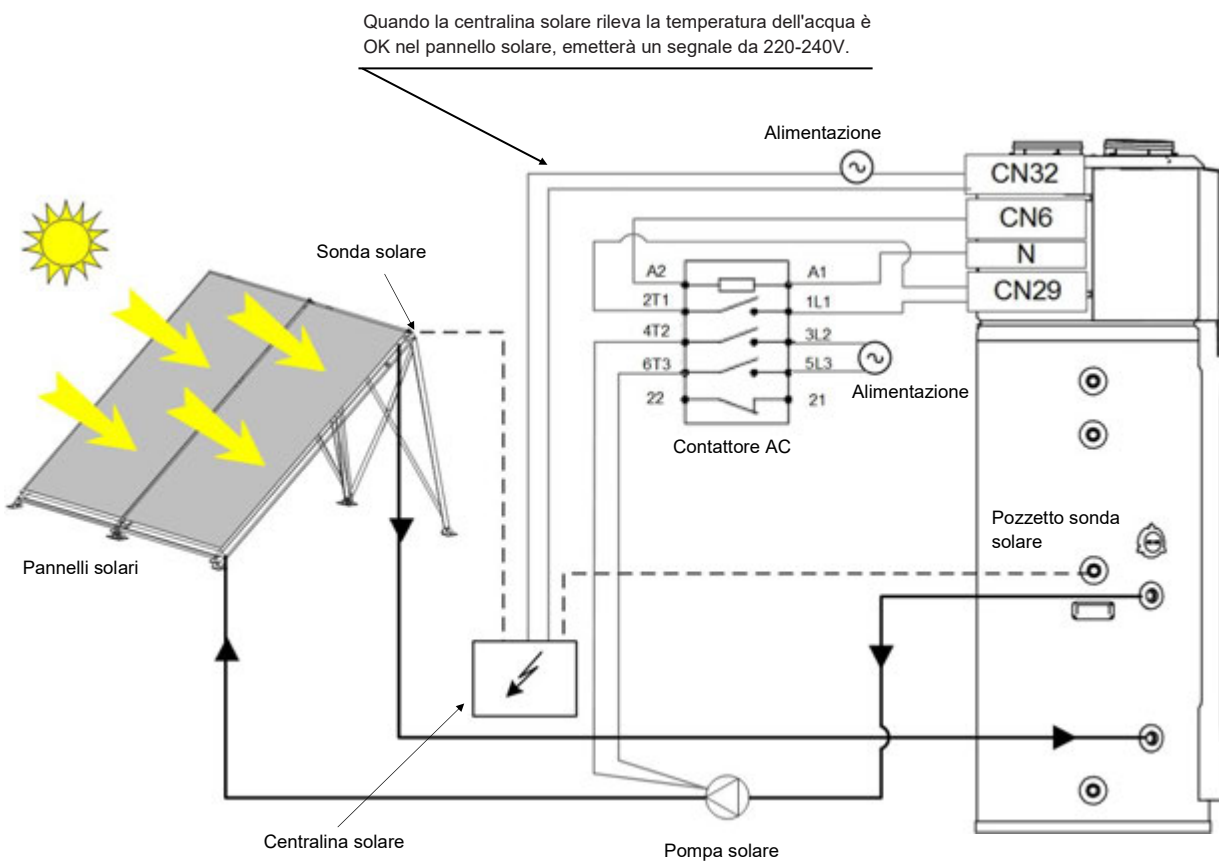 Quando la centralina solare rileva la temperatura dell'acqua è
OK nel pannello solare, emetterà un segnale da 220-240V.
Alimentazione
CN32
CN6
N
CN29
Sonda solare
A2
A1
2T1
1L1
4T2
3L2
6T3
5L3
22
21
Alimentazione
Contattore AC
Pozzetto sonda
solare
Pannelli solari
Centralina solare
Pompa solare